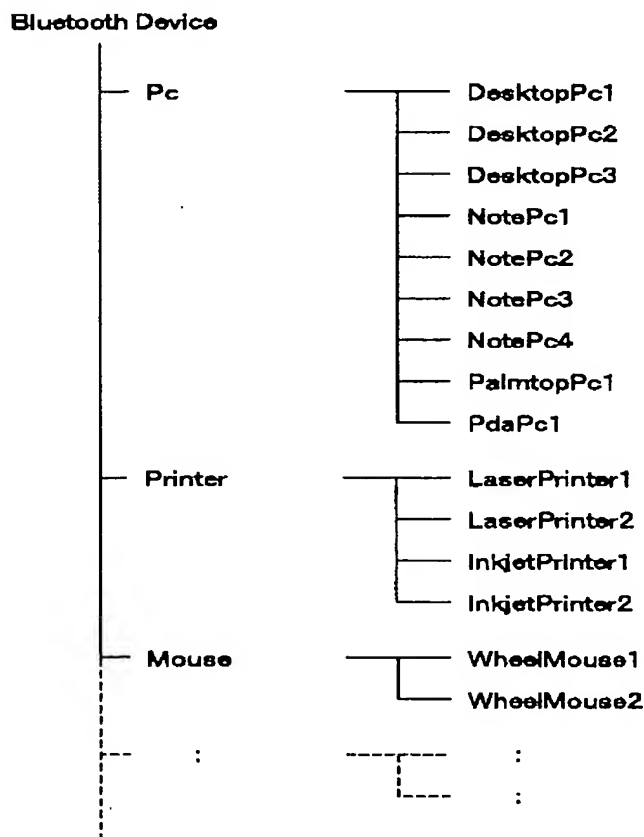 Bluetooth Device
Pc DesktopPc1
DesktopPc2
DesktopPc3
NotePc1
NotePc2
NotePc3
NotePc4
PalmtopPc1
PdaPc1
Printer LaserPrinter1
LaserPrinter2
InkjetPrinter1
InkjetPrinter2
Mouse WheelMouse1
WheelMouse2
: :
: